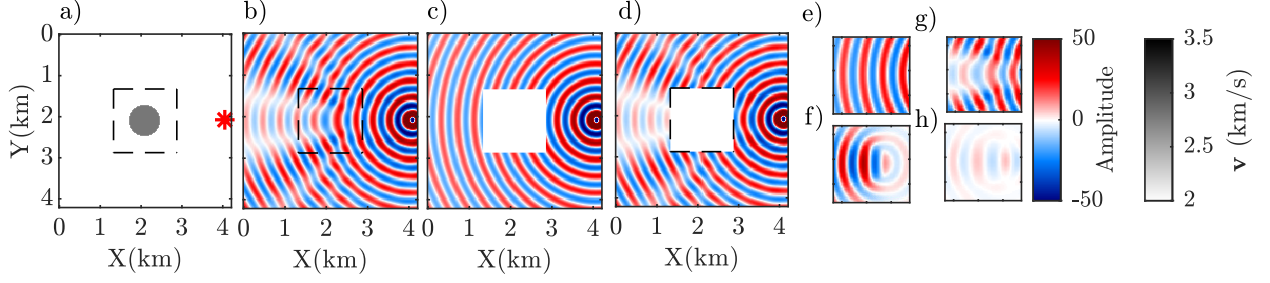 a)
b)
c)
d)
e)
g)
f)
h)
0
1
2
3
4
Y(km)
0 1 2 3 4
X(km)
0 1 2 3 4
X(km)
0 1 2 3 4
X(km)
0 1 2 3 4
X(km)
50
0
-50
Amplitude
3.5
3
2.5
2
v (km/s)